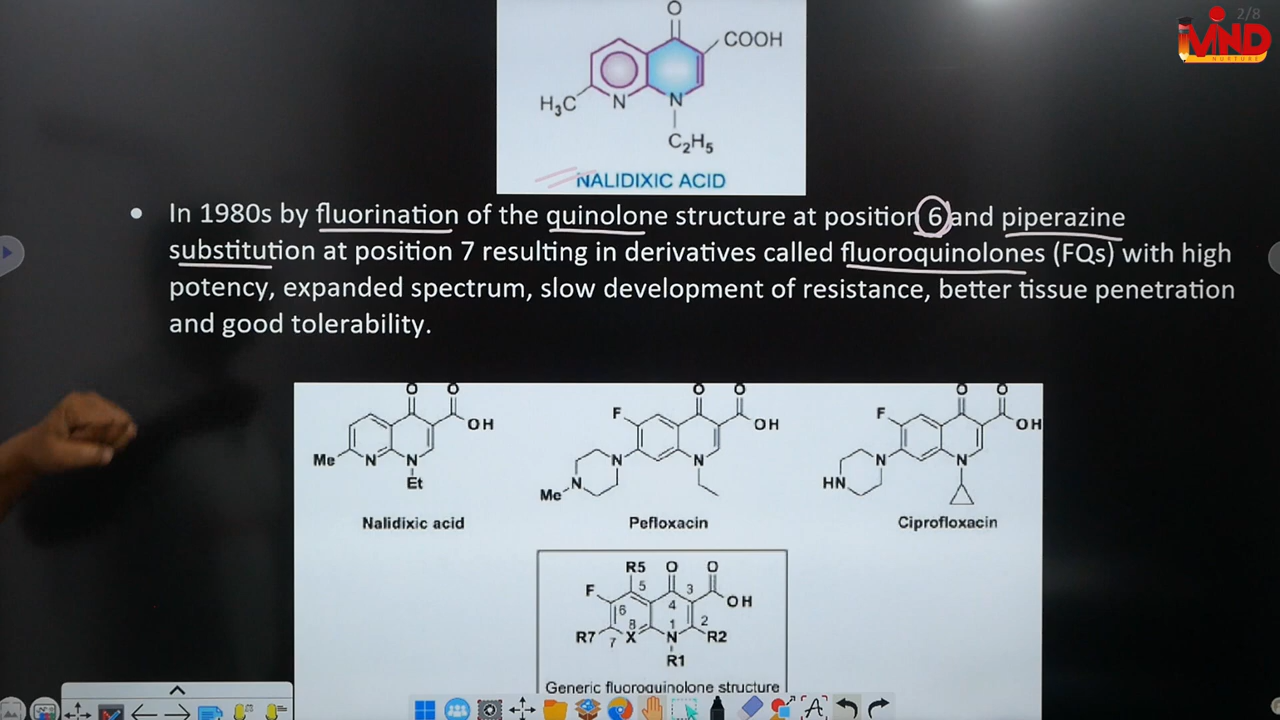 2/8
MIND
NURTURE
O
COOH
H₃C
N
N
C₂H₅
NALIDIXIC ACID
• In 1980s by fluorination of the quinolone structure at position 6 and piperazine
substitution at position 7 resulting in derivatives called fluoroquinolones (FQs) with high
potency, expanded spectrum, slow development of resistance, better tissue penetration
and good tolerability.
O O
OH
Me N N
Et
Nalidixic acid
O O
F
OH
N N
Me N
Pefloxacin
O O
F
OH
N N
HN
Ciprofloxacin
R5 O O
F 5 3
OH
6 4
8 1 2
R7 7 X N R2
R1
Generic fluoroquinolone structure